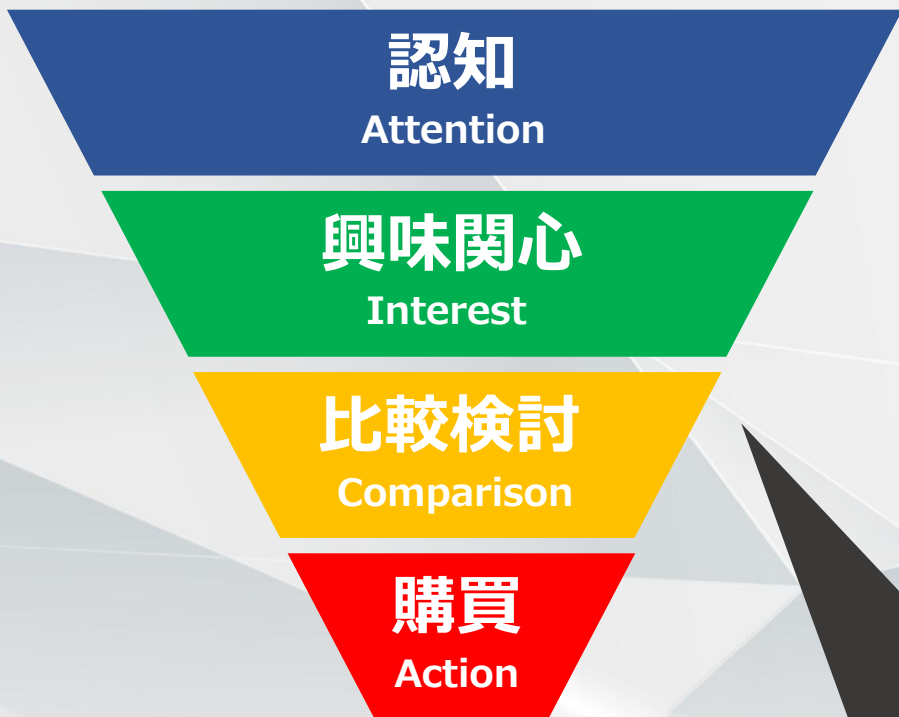 認知
Attention
興味関心
Interest
比較検討
Comparison
購買
Action